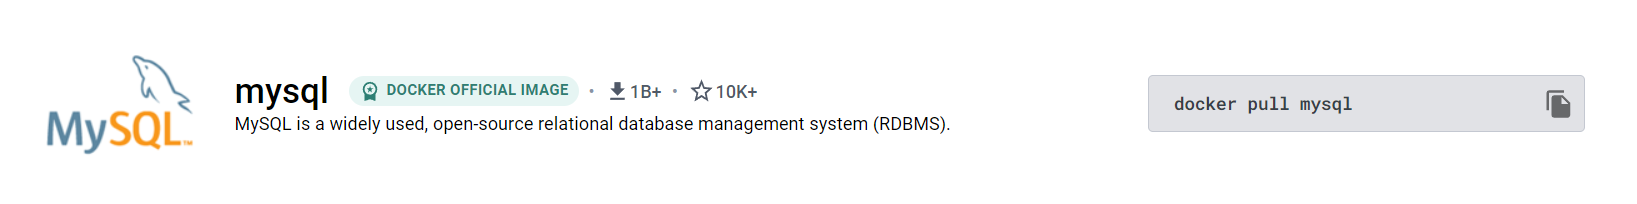 MySQL™
mysql DOCKER OFFICIAL IMAGE • 1B+ • 10K+
MySQL is a widely used, open-source relational database management system (RDBMS).
docker pull mysql